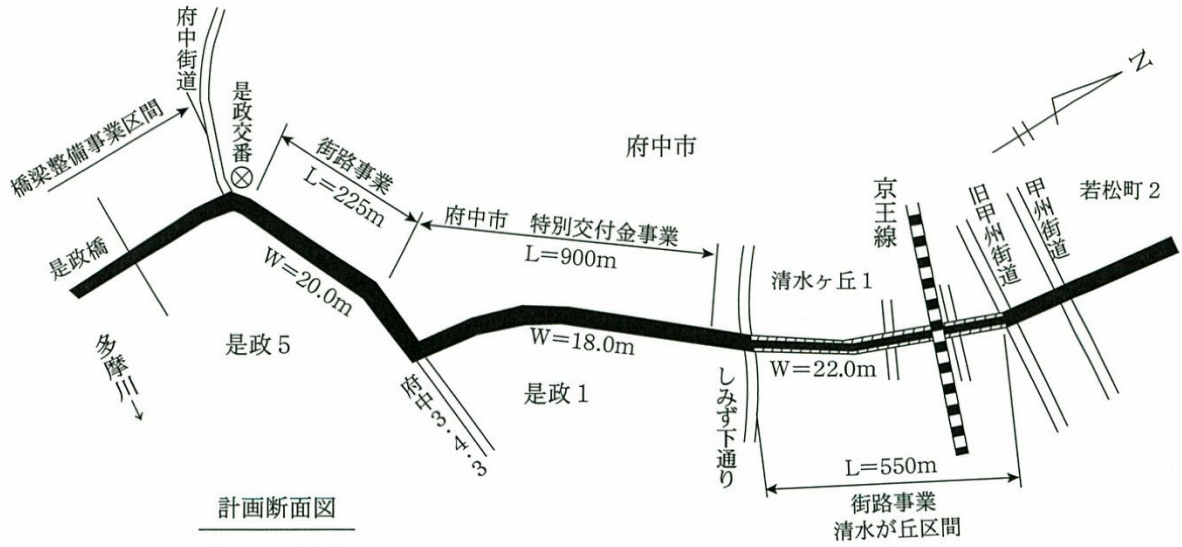 府中街道
是政交番
橋梁整備事業区間
街路事業
L=225m
府中市
N
府中市 特別交付金事業
L=900m
京王線
旧甲州街道
甲州街道
若松町2
是政橋
W=20.0m
清水ヶ丘1
多摩川→
是政5
W=18.0m
是政1
W=22.0m
府中3・4・3
しみず下通り
L=550m
街路事業
清水が丘区間
計画断面図